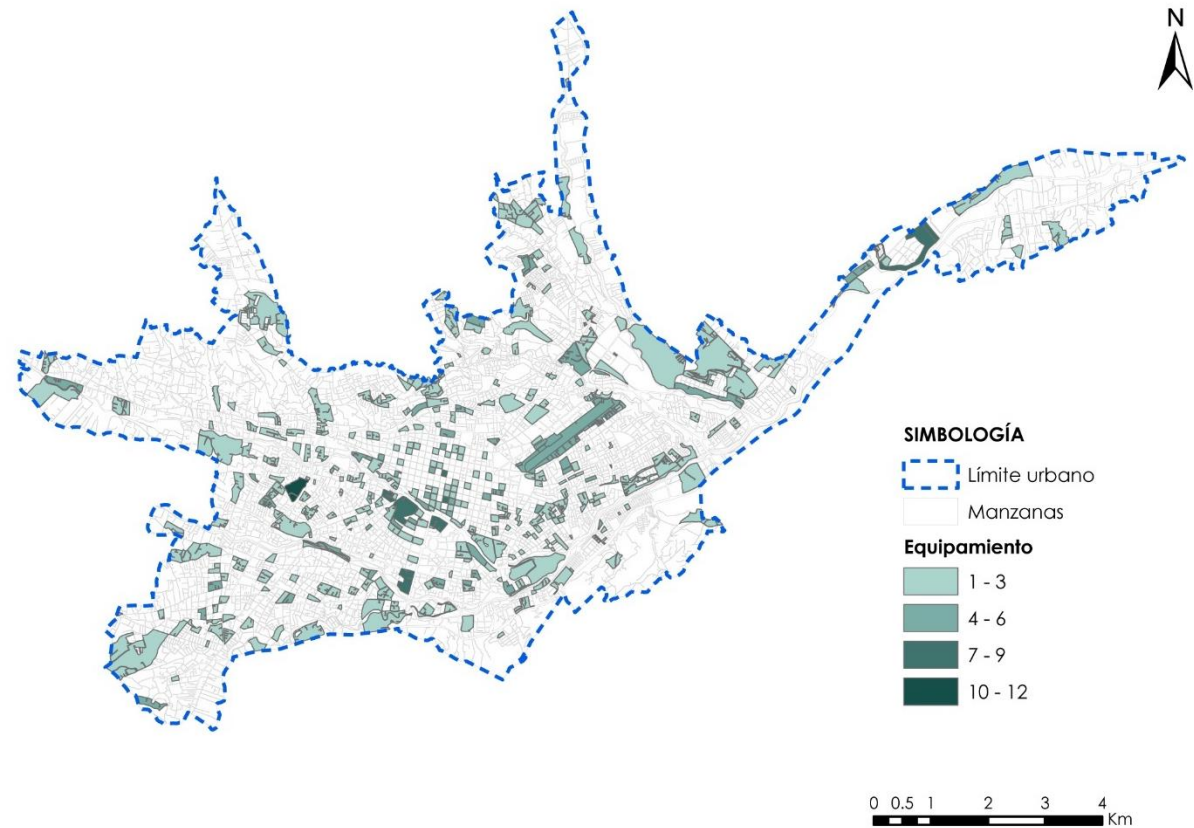 N
SIMBOLOGÍA
Límite urbano
Manzanas
Equipamiento
1 - 3
4 - 6
7 - 9
10 - 12
0 0.5 1 2 3 4
Km